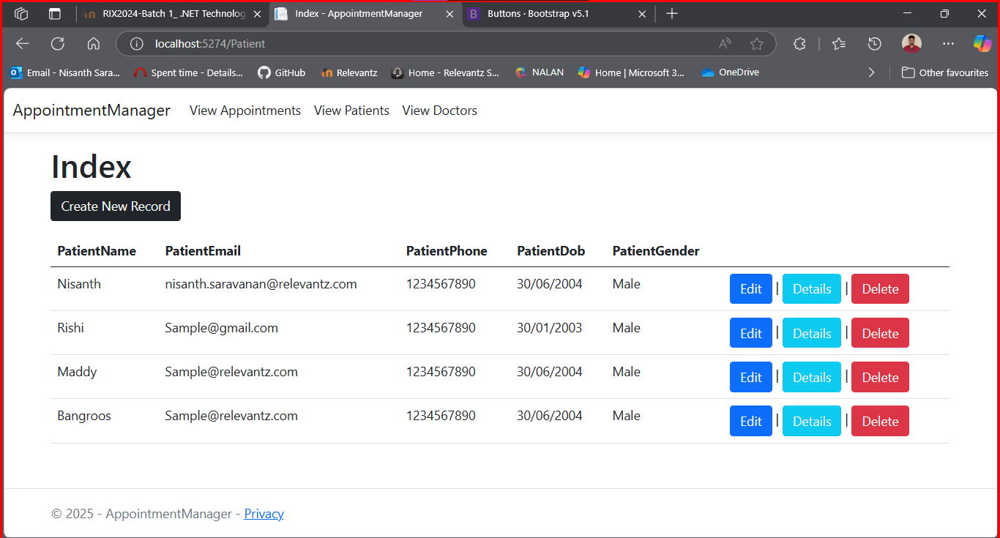 RIX2024-Batch 1_ .NET Technolog
Index - AppointmentManager
Buttons · Bootstrap v5.1
localhost:5274/Patient
Email - Nisanth Sara...
Spent time - Details...
GitHub
Relevantz
Home - Relevantz S...
NALAN
Home | Microsoft 3...
OneDrive
Other favourites
AppointmentManager View Appointments View Patients View Doctors
Index
Create New Record
PatientName PatientEmail PatientPhone PatientDob PatientGender
Nisanth nisanth.saravanan@relevantz.com 1234567890 30/06/2004 Male Edit | Details | Delete
Rishi Sample@gmail.com 1234567890 30/01/2003 Male Edit | Details | Delete
Maddy Sample@relevantz.com 1234567890 30/06/2004 Male Edit | Details | Delete
Bangroos Sample@relevantz.com 1234567890 30/06/2004 Male Edit | Details | Delete
© 2025 - AppointmentManager - Privacy